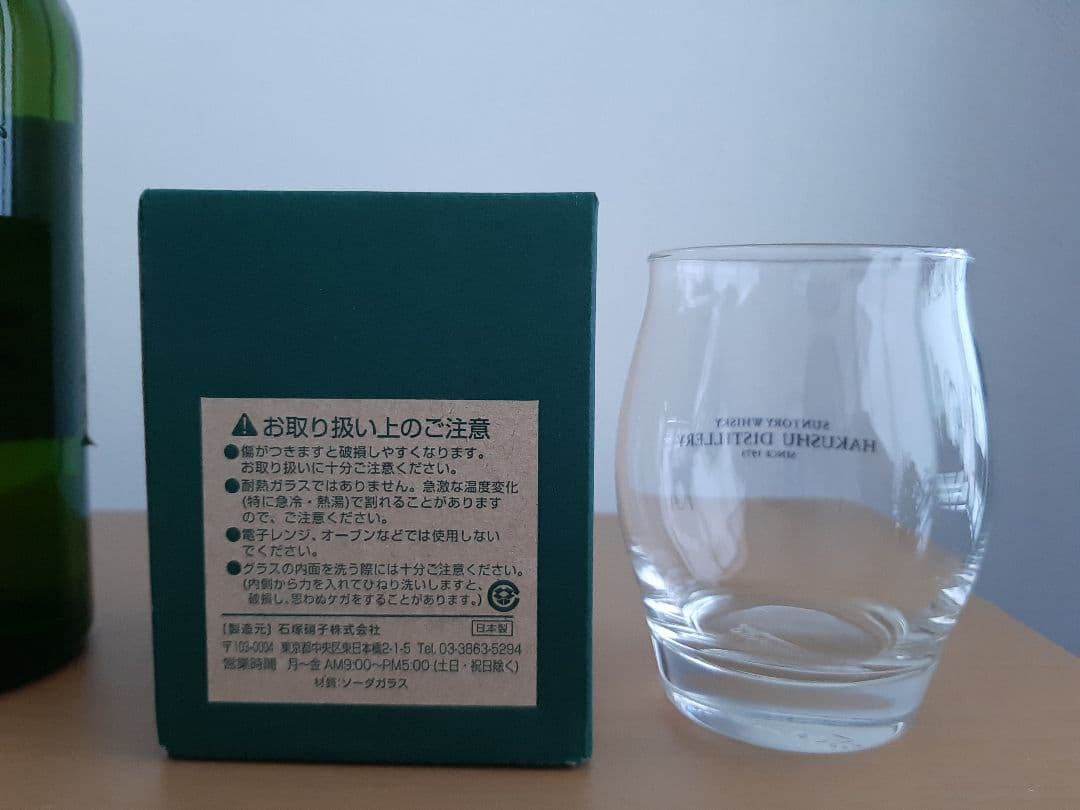 お取り扱い上のご注意
●傷がつきますと破損しやすくなります。
お取り扱いに十分ご注意ください。
●耐熱ガラスではありません。急激な温度変化
(特に急冷・熱湯)で割れることがあります
ので、ご注意ください。
●電子レンジ、オーブンなどでは使用しない
でください。
●グラスの内面を洗う際には十分ご注意ください。
(内側から力を入れてひねり洗いしますと、
破損し、思わぬケガをすることがあります。)
[製造元] 石塚硝子株式会社 日本製
〒103-0004 東京都中央区東日本橋2-1-5 Tel. 03-3863-5294
営業時間 月〜金 AM9:00〜PM5:00 (土日・祝日除く)
材質:ソーダガラス
SUNTORY WHISKY
HAKUSHU DISTILLERY
SINCE 1973